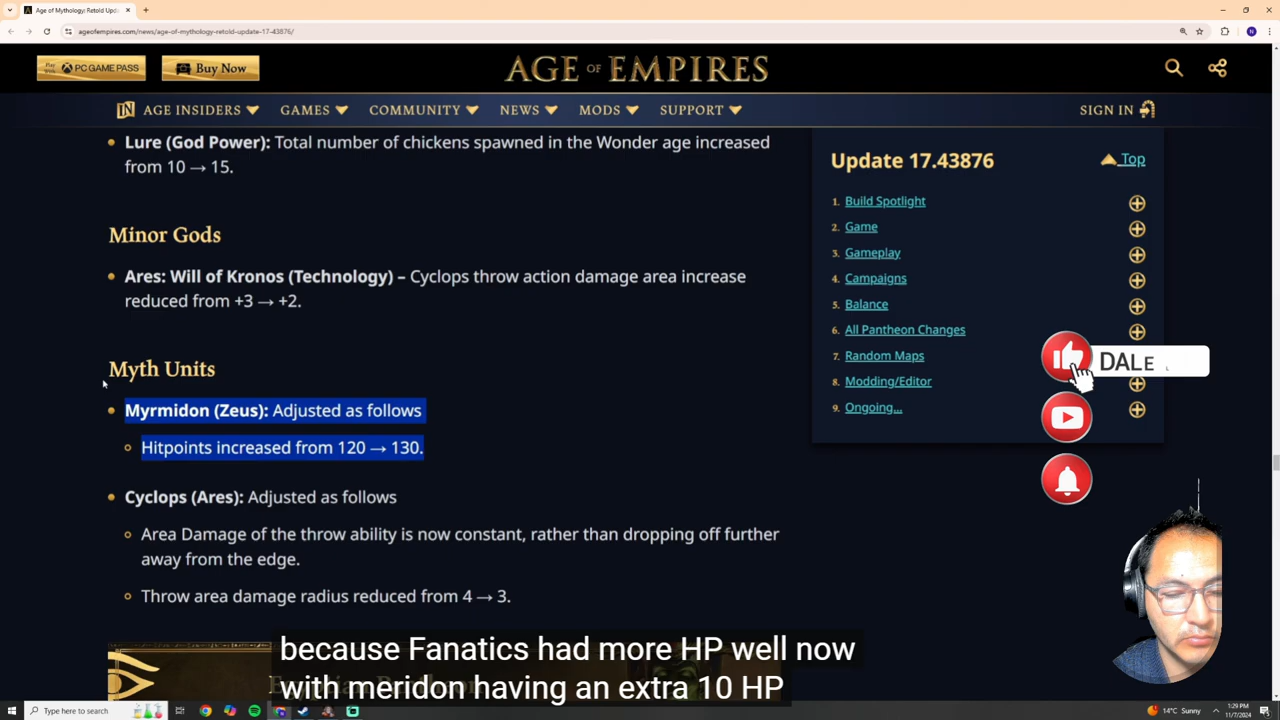 Age of Mythology: Retold Upda
ageofempires.com/news/age-of-mythology-retold-update-17-43876/
PC GAME PASS
Buy Now
AGE OF EMPIRES
AGE INSIDERS
GAMES
COMMUNITY
NEWS
MODS
SUPPORT
SIGN IN
Lure (God Power): Total number of chickens spawned in the Wonder age increased
from 10 → 15.
Minor Gods
Ares: Will of Kronos (Technology) – Cyclops throw action damage area increase
reduced from +3 → +2.
Myth Units
Myrmidon (Zeus): Adjusted as follows
Hitpoints increased from 120 → 130.
Cyclops (Ares): Adjusted as follows
Area Damage of the throw ability is now constant, rather than dropping off further
away from the edge.
Throw area damage radius reduced from 4 → 3.
Update 17.43876
Top
1. Build Spotlight
2. Game
3. Gameplay
4. Campaigns
5. Balance
6. All Pantheon Changes
7. Random Maps
8. Modding/Editor
9. Ongoing...
DALE
because Fanatics had more HP well now
with meridon having an extra 10 HP
Type here to search
14°C Sunny
1:29 PM
11/7/2024